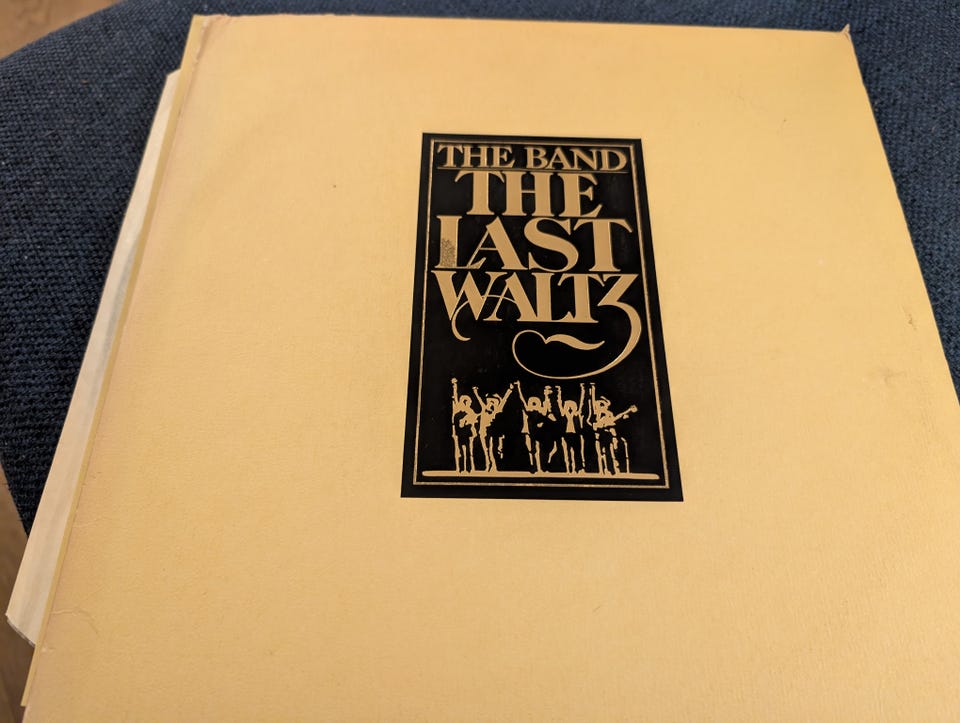 THE BAND
THE
LAST
WALTZ